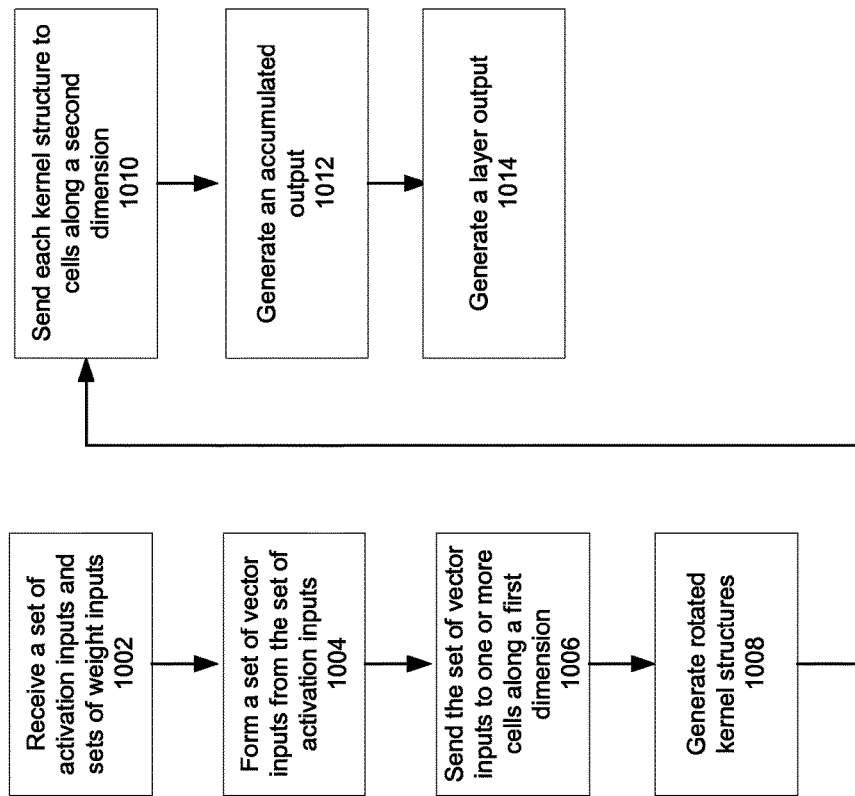 Receive a set of
activation inputs and
sets of weight inputs
1002
Form a set of vector
inputs from the set of
activation inputs
1004
Send the set of vector
inputs to one or more
cells along a first
dimension
1006
Generate rotated
kernel structures
1008
Send each kernel structure to
cells along a second
dimension
1010
Generate an accumulated
output
1012
Generate a layer output
1014